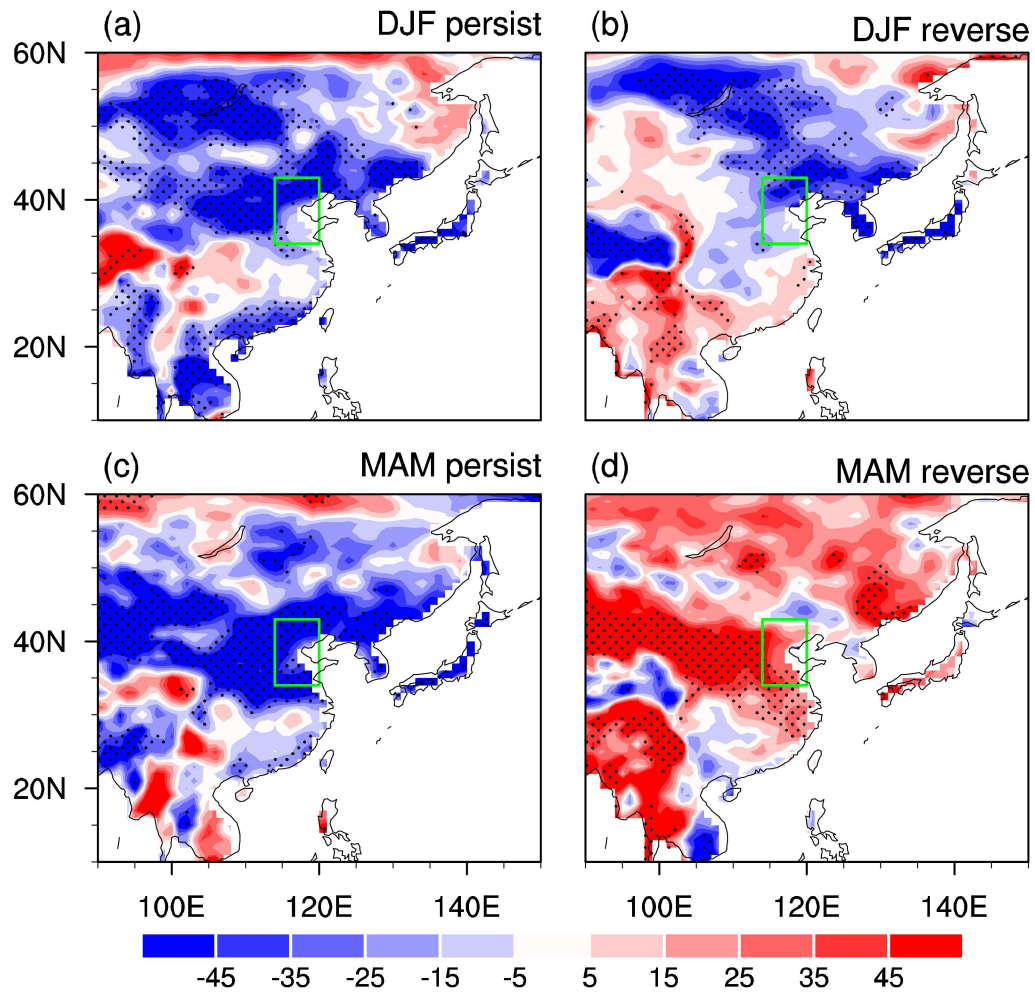 (a) DJF persist
(b) DJF reverse
60N
40N
20N
(c) MAM persist
(d) MAM reverse
60N
40N
20N
100E 120E 140E 100E 120E 140E
-45 -35 -25 -15 -5 5 15 25 35 45